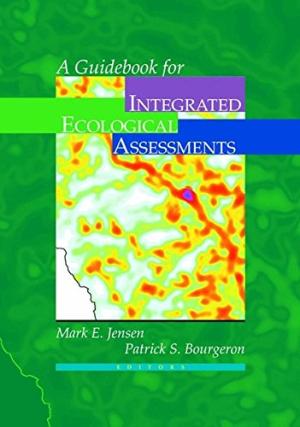 A Guidebook for
INTEGRATED
ECOLOGICAL
ASSESSMENTS
Mark E. Jensen
Patrick S. Bourgeron
EDITORS